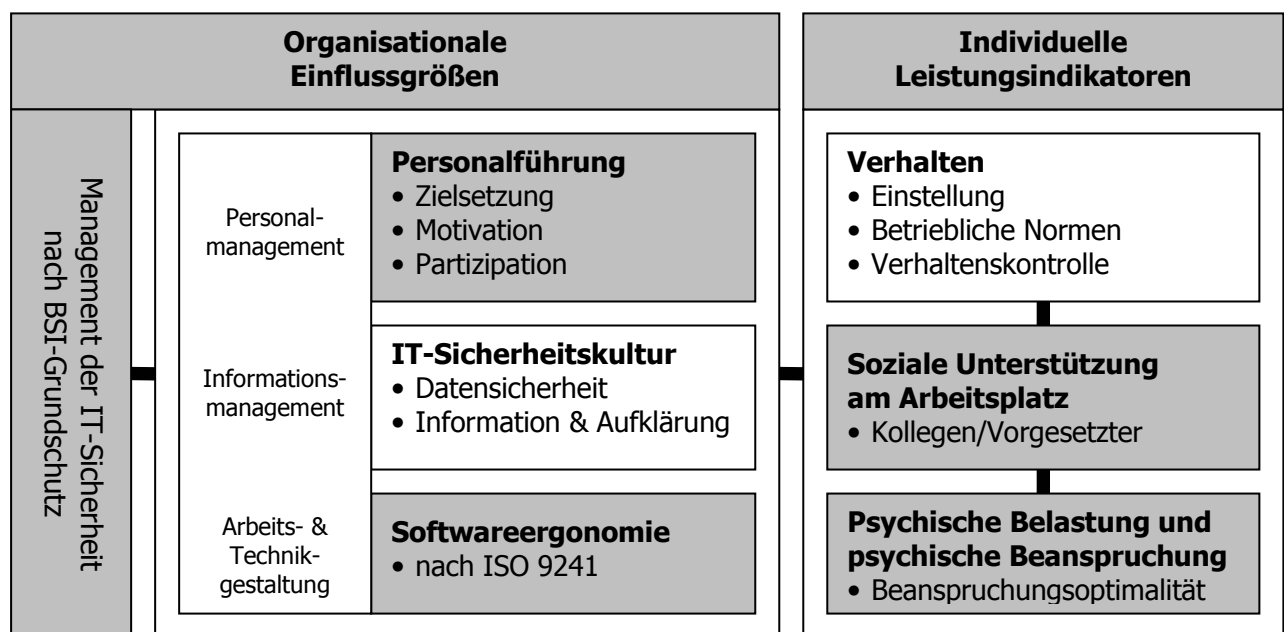 Organisationale
Einflussgrößen
Individuelle
Leistungsindikatoren
Management der IT-Sicherheit
nach BSI-Grundschutz
Personal-
management
Personalführung
• Zielsetzung
• Motivation
• Partizipation
Informations-
management
IT-Sicherheitskultur
• Datensicherheit
• Information & Aufklärung
Arbeits- &
Technik-
gestaltung
Softwareergonomie
• nach ISO 9241
Verhalten
• Einstellung
• Betriebliche Normen
• Verhaltenskontrolle
Soziale Unterstützung
am Arbeitsplatz
• Kollegen/Vorgesetzter
Psychische Belastung und
psychische Beanspruchung
• Beanspruchungsoptimalität